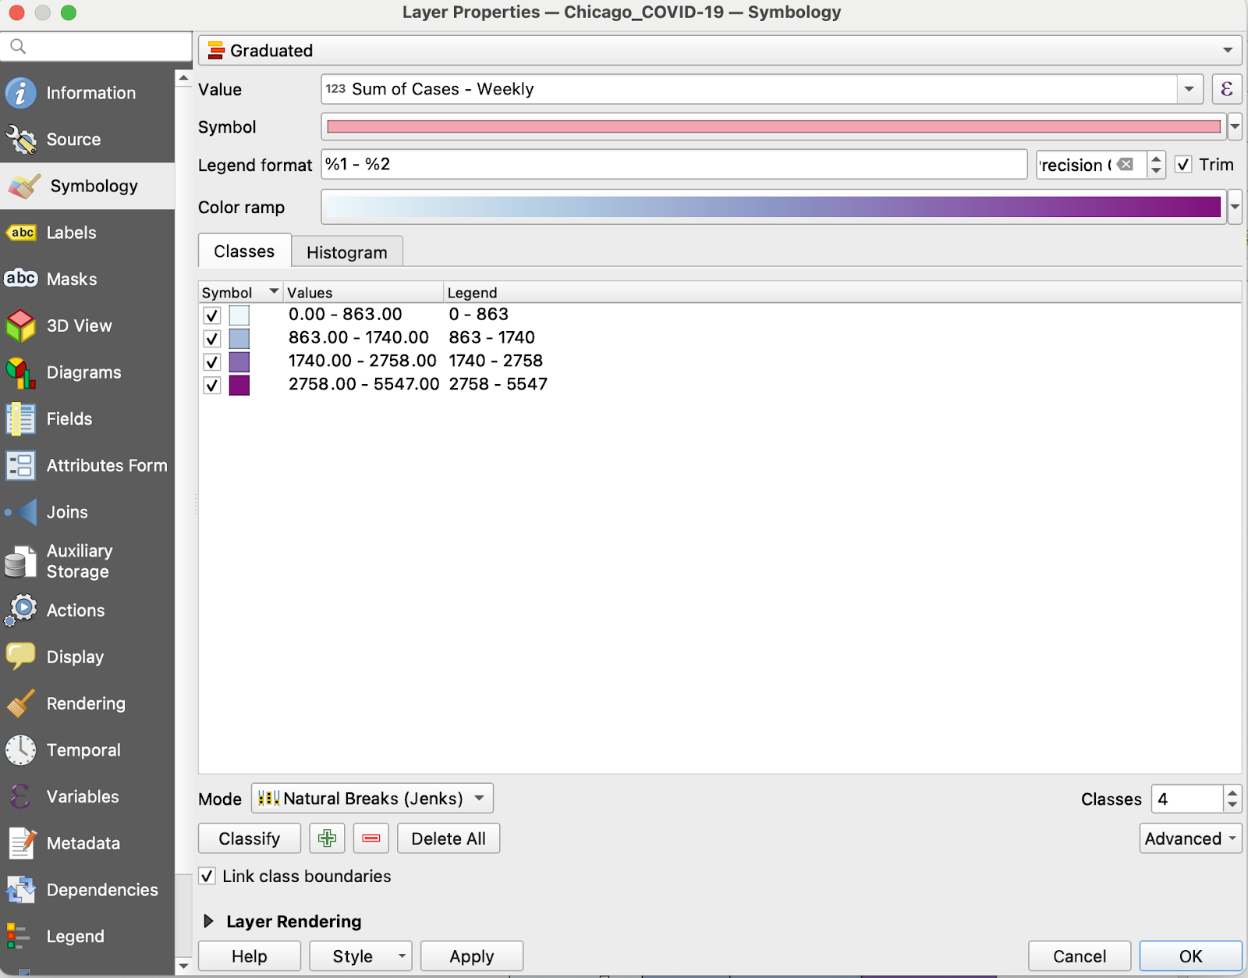 Layer Properties — Chicago_COVID-19 — Symbology
Graduated
Information
Source
Symbology
Labels
Masks
3D View
Diagrams
Fields
Attributes Form
Joins
Auxiliary
Storage
Actions
Display
Rendering
Temporal
Variables
Metadata
Dependencies
Legend
Value 123 Sum of Cases - Weekly ε
Symbol
Legend format %1 - %2 recision Trim
Color ramp
Classes Histogram
Symbol Values Legend
0.00 - 863.00 0 - 863
863.00 - 1740.00 863 - 1740
1740.00 - 2758.00 1740 - 2758
2758.00 - 5547.00 2758 - 5547
Mode Natural Breaks (Jenks) Classes 4
Classify Delete All Advanced
Link class boundaries
Layer Rendering
Help Style Apply Cancel OK
abc
abc